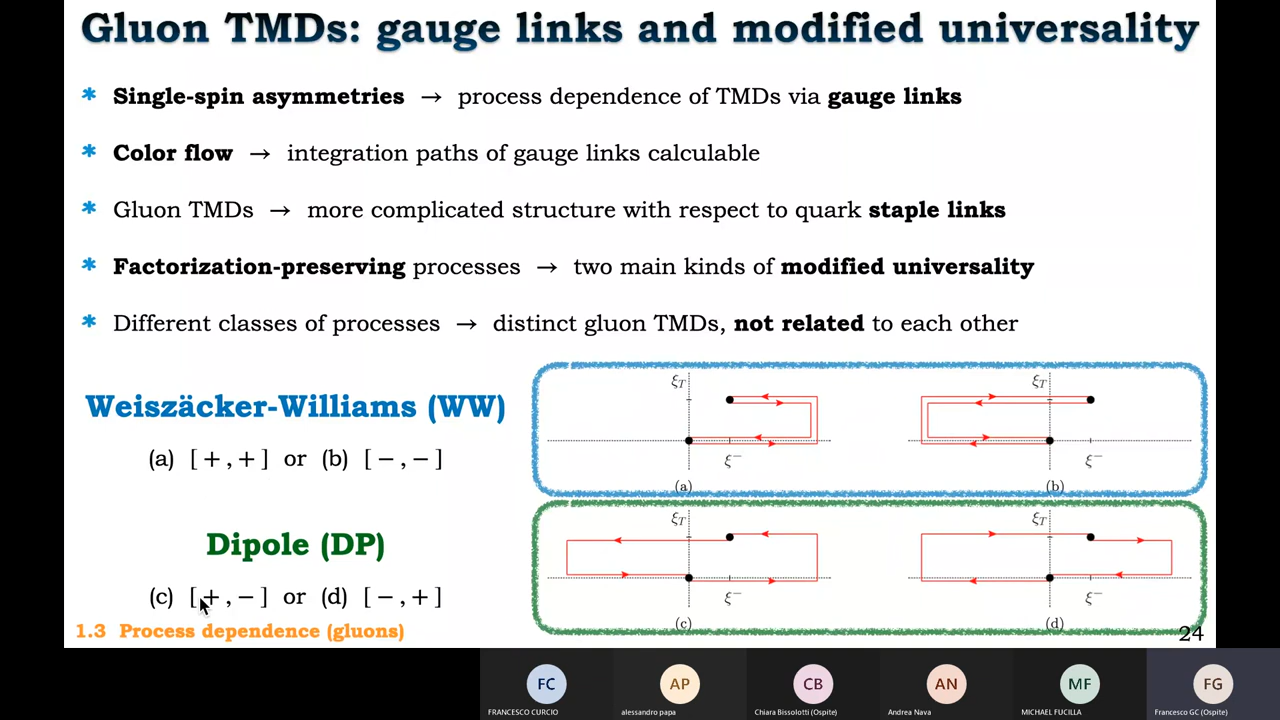 Gluon TMDs: gauge links and modified universality
* Single-spin asymmetries → process dependence of TMDs via gauge links
* Color flow → integration paths of gauge links calculable
* Gluon TMDs → more complicated structure with respect to quark staple links
* Factorization-preserving processes → two main kinds of modified universality
* Different classes of processes → distinct gluon TMDs, not related to each other
Weiszäcker-Williams (WW)
(a) [ + , + ] or (b) [ − , − ]
ξT
ξ−
(a)
ξT
ξ−
(b)
Dipole (DP)
(c) [ + , − ] or (d) [ − , + ]
ξT
ξ−
(c)
ξT
ξ−
(d)
1.3 Process dependence (gluons)
24
FC
FRANCESCO CURCIO
AP
alessandro papa
CB
Chiara Bissolotti (Ospite)
AN
Andrea Nava
MF
MICHAEL FUCILLA
FG
Francesco GC (Ospite)